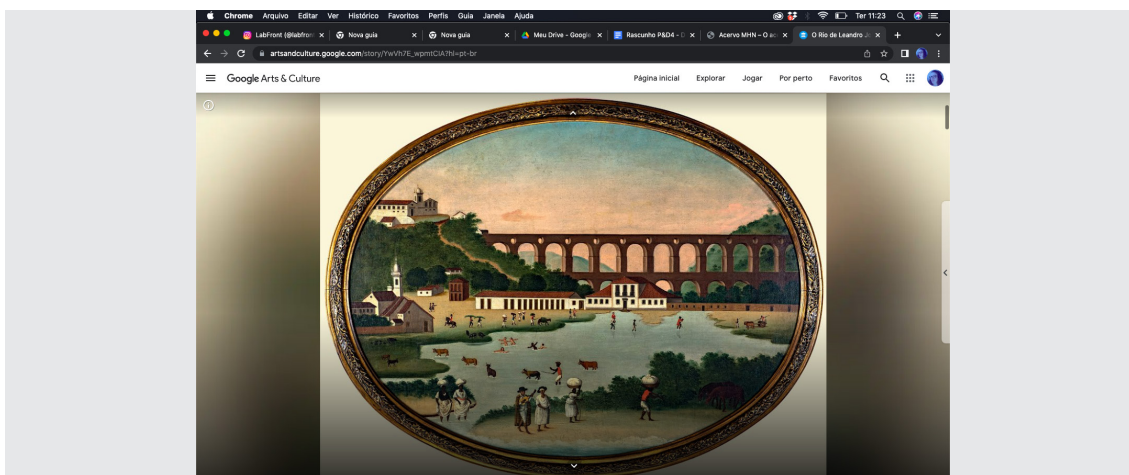 Chrome Arquivo Editar Ver Histórico Favoritos Perfis Guia Janela Ajuda Ter 11:23
LabFront (@labfront Nova guia Nova guia Meu Drive - Google Rascunho P&D4 - D Acervo MHN – O ac O Rio de Leandro Jo
artsandculture.google.com/story/YwVh7E_wpmtCIA?hl=pt-br
Google Arts & Culture Página inicial Explorar Jogar Por perto Favoritos